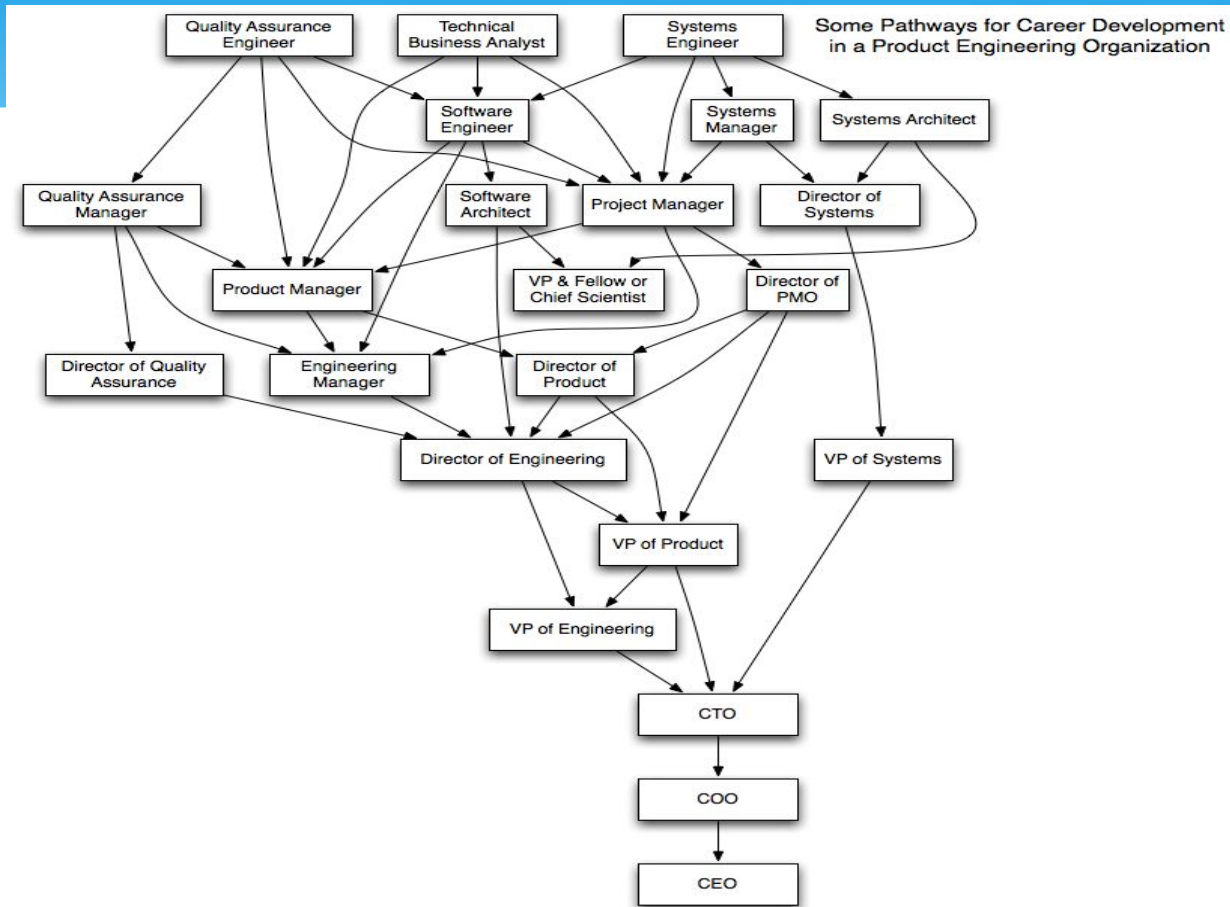 Some Pathways for Career Development
in a Product Engineering Organization
Quality Assurance
Engineer
Technical
Business Analyst
Systems
Engineer
Software
Engineer
Systems
Manager
Systems Architect
Quality Assurance
Manager
Software
Architect
Project Manager
Director of
Systems
Product Manager
VP & Fellow or
Chief Scientist
Director of
PMO
Director of Quality
Assurance
Engineering
Manager
Director of
Product
Director of Engineering
VP of Systems
VP of Product
VP of Engineering
CTO
COO
CEO